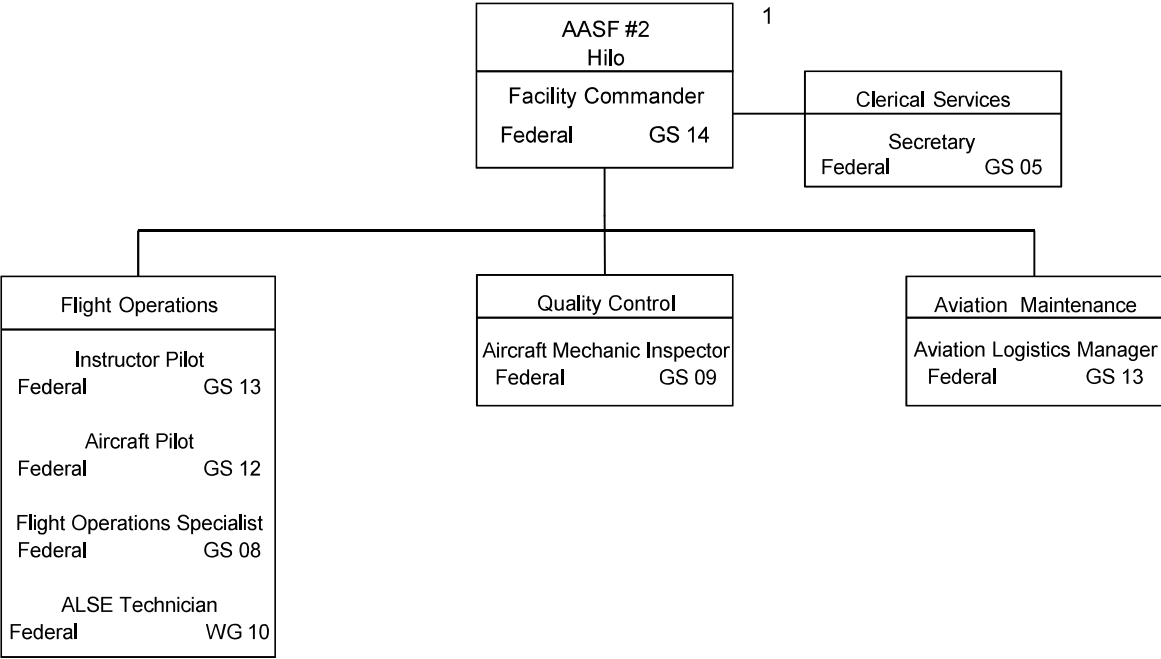 AASF #2
Hilo
1
Facility Commander
Federal GS 14
Clerical Services
Secretary
Federal GS 05
Flight Operations
Instructor Pilot
Federal GS 13
Aircraft Pilot
Federal GS 12
Flight Operations Specialist
Federal GS 08
ALSE Technician
Federal WG 10
Quality Control
Aircraft Mechanic Inspector
Federal GS 09
Aviation Maintenance
Aviation Logistics Manager
Federal GS 13